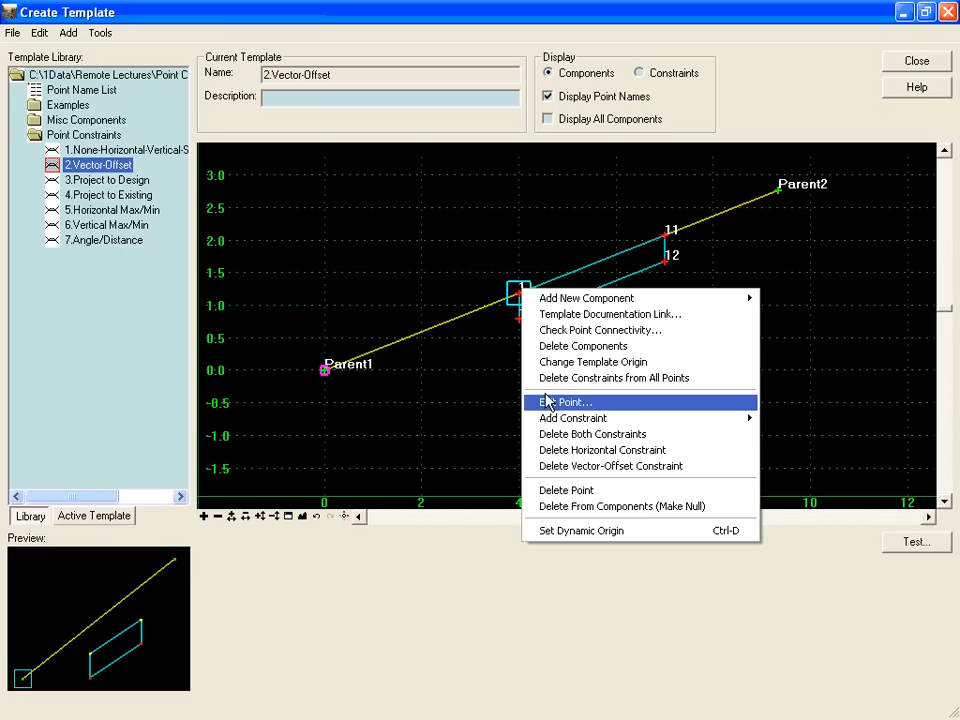 Create Template
File Edit Add Tools
Template Library:
C:\1Data\Remote Lectures\Point C
Point Name List
Examples
Misc Components
Point Constraints
1.None-Horizontal-Vertical-S
2.Vector-Offset
3.Project to Design
4.Project to Existing
5.Horizontal Max/Min
6.Vertical Max/Min
7.Angle/Distance
Library Active Template
Preview:
Current Template
Name: 2.Vector-Offset
Description:
Display
Components Constraints
Display Point Names
Display All Components
Close
Help
3.0
2.5
2.0
1.5
1.0
0.5
0.0
-0.5
-1.0
-1.5
0 2 4 10 12
Parent2
11
12
1
Parent1
Add New Component
Template Documentation Link...
Check Point Connectivity...
Delete Components
Change Template Origin
Delete Constraints from All Points
Point...
Add Constraint
Delete Both Constraints
Delete Horizontal Constraint
Delete Vector-Offset Constraint
Delete Point
Delete From Components (Make Null)
Set Dynamic Origin Ctrl-D
Test...